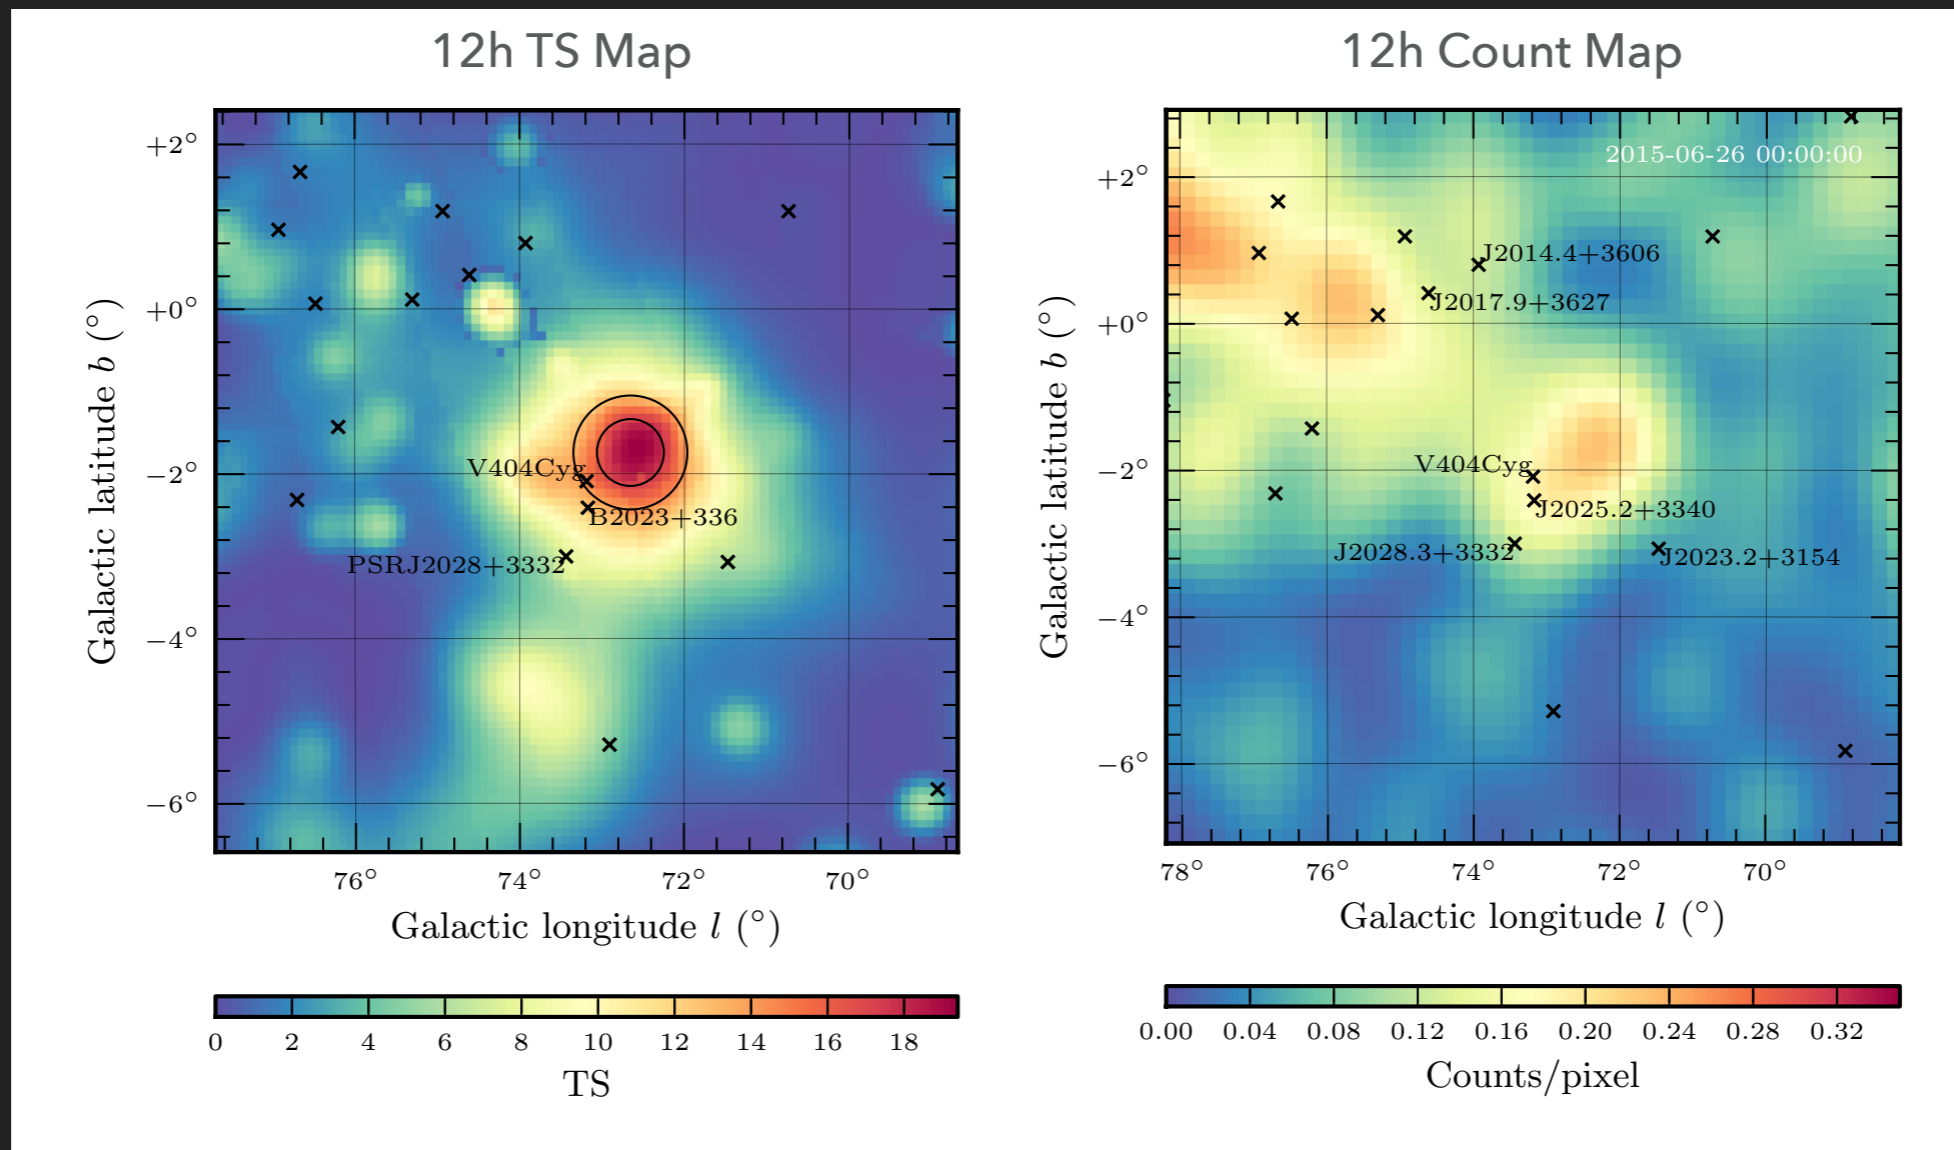 12h TS Map
+2°
+0°
−2°
−4°
−6°
Galactic latitude b (°)
V404Cyg
B2023+336
PSRJ2028+3332
76°
74°
72°
70°
Galactic longitude l (°)
0 2 4 6 8 10 12 14 16 18
TS
12h Count Map
2015-06-26 00:00:00
+2°
+0°
−2°
−4°
−6°
Galactic latitude b (°)
J2014.4+3606
J2017.9+3627
V404Cyg
J2025.2+3340
J2028.3+3332
J2023.2+3154
78°
76°
74°
72°
70°
Galactic longitude l (°)
0.00 0.04 0.08 0.12 0.16 0.20 0.24 0.28 0.32
Counts/pixel